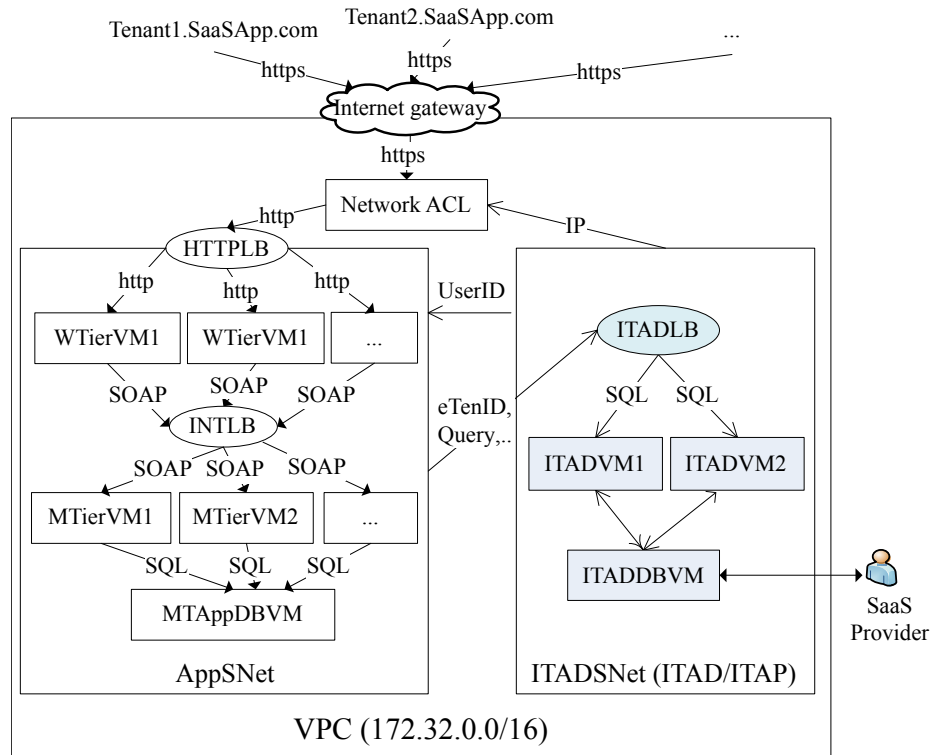 Tenant1.SaaSApp.com
Tenant2.SaaSApp.com
...
https
https
https
Internet gateway
https
Network ACL
http
IP
HTTPLB
http
http
http
UserID
WTierVM1
WTierVM1
...
ITADLB
SOAP
SOAP
SOAP
SQL
SQL
INTLB
eTenID,
Query,..
SOAP
SOAP
SOAP
ITADVM1
ITADVM2
MTierVM1
MTierVM2
...
SQL
SQL
SQL
ITADDBVM
MTAppDBVM
SaaS
Provider
AppSNet
ITADSNet (ITAD/ITAP)
VPC (172.32.0.0/16)